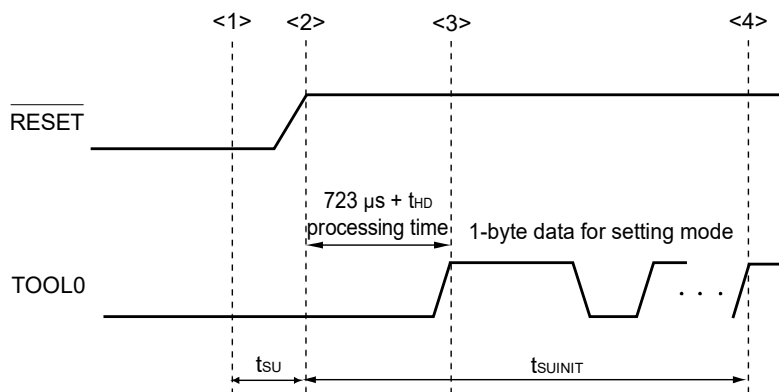 <1> <2> <3> <4>
RESET
723 µs + tHD
processing time
1-byte data for setting mode
TOOL0
. . .
tSU tSUINIT